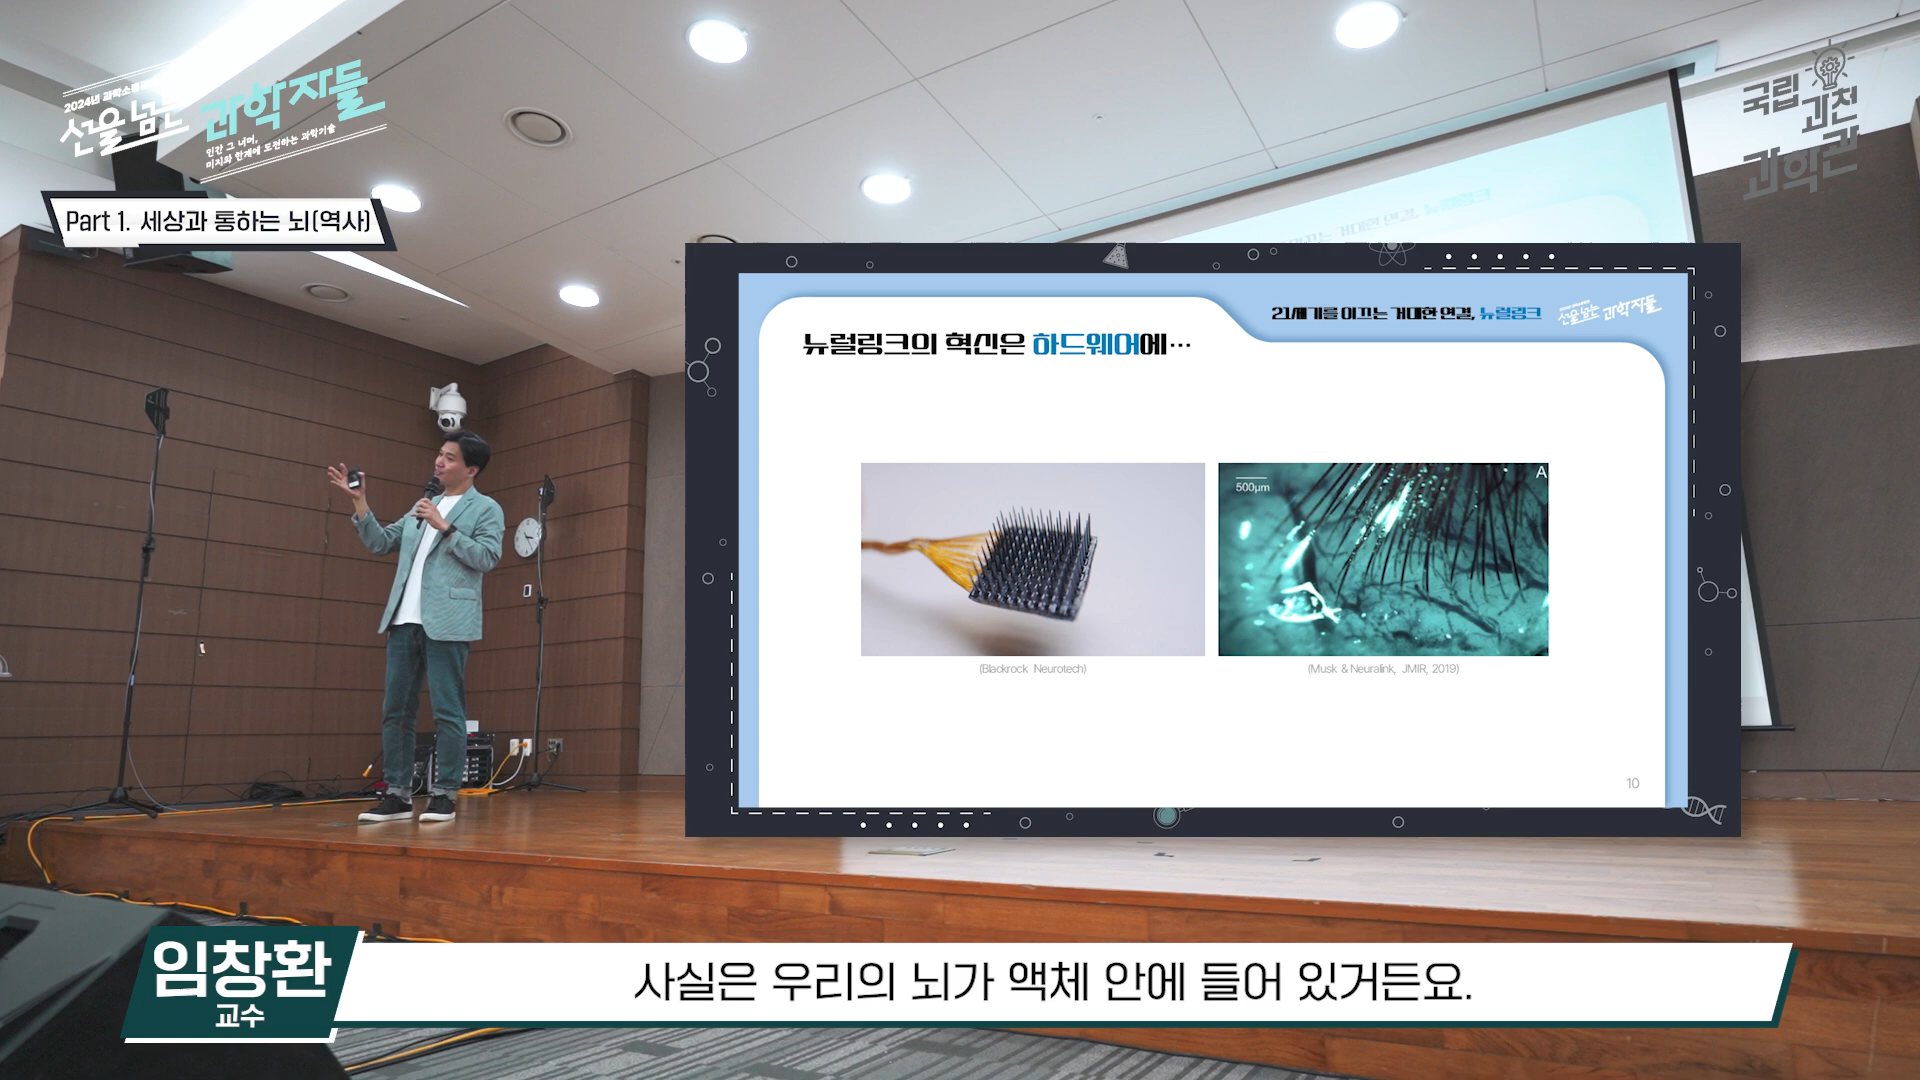 2024년 과학소통
선을 넘는 과학자들
인간 그 너머,
미지와 한계에 도전하는 과학기술
국립
과천
과학관
Part 1. 세상과 통하는 뇌(역사)
21세기를 이끄는 거대한 연결, 뉴럴링크
선을 넘는 과학자들
뉴럴링크의 혁신은 하드웨어에…
500μm
A
(Blackrock Neurotech)
(Musk & Neuralink, JMIR, 2019)
10
임창환
교수
사실은 우리의 뇌가 액체 안에 들어 있거든요.